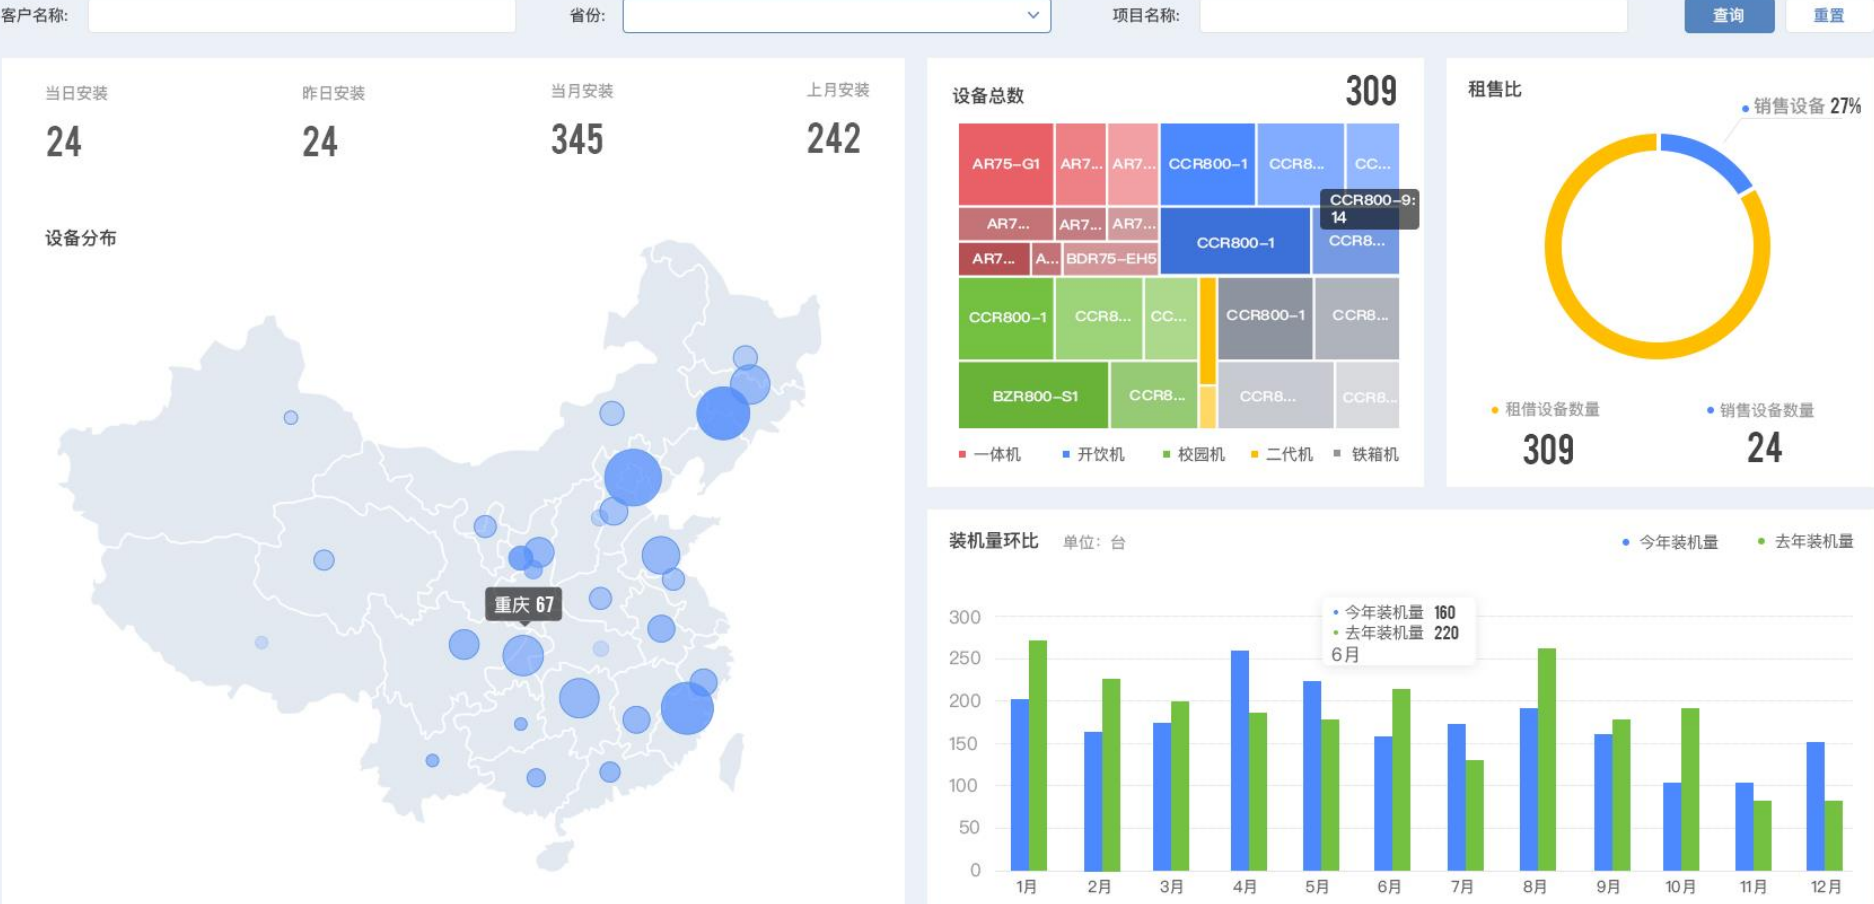 客户名称:
省份:
项目名称:
查询
重置
当日安装
24
昨日安装
24
当月安装
345
上月安装
242
设备分布
重庆 67
设备总数
309
AR75-G1
AR7...
AR7...
CCR800-1
CCR8...
CC...
CCR800-9:
14
AR7...
AR7...
AR7...
CCR800-1
CCR8...
AR7...
A...
BDR75-EH5
CCR800-1
CCR8...
CC...
CCR800-1
CCR8...
BZR800-S1
CCR8...
CCR8...
CCR8...
一体机
开饮机
校园机
二代机
铁箱机
租售比
销售设备 27%
租借设备数量
309
销售设备数量
24
装机量环比
单位: 台
今年装机量
去年装机量
300
250
200
150
100
50
0
今年装机量 160
去年装机量 220
6月
1月
2月
3月
4月
5月
6月
7月
8月
9月
10月
11月
12月